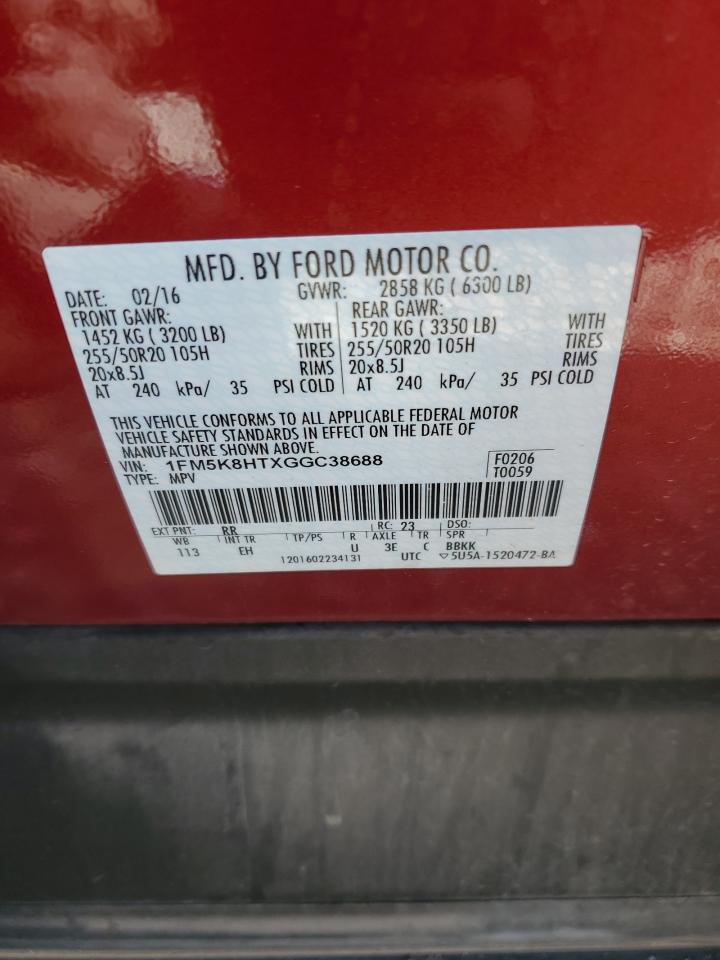 MFD. BY FORD MOTOR CO.
DATE: 02/16 GVWR: 2858 KG ( 6300 LB)
FRONT GAWR: REAR GAWR:
1452 KG ( 3200 LB) WITH 1520 KG ( 3350 LB) WITH
255/50R20 105H TIRES 255/50R20 105H TIRES
20x8.5J RIMS 20x8.5J RIMS
AT 240 kPa/ 35 PSI COLD AT 240 kPa/ 35 PSI COLD
THIS VEHICLE CONFORMS TO ALL APPLICABLE FEDERAL MOTOR
VEHICLE SAFETY STANDARDS IN EFFECT ON THE DATE OF
MANUFACTURE SHOWN ABOVE.
VIN: 1FM5K8HTXGGC38688 F0206
TYPE: MPV T0059
EXT PNT: RR RC: 23 DSO:
WB INT TR TP/PS R AXLE TR SPR
113 EH U 3E C BBKK
1201602234131 UTC ▽5U5A-1520472-BA